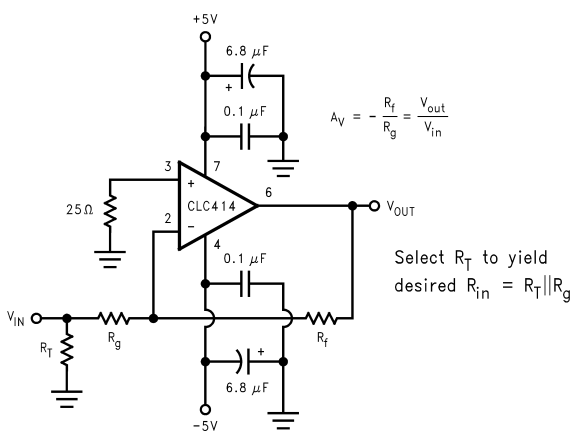 +5V
6.8 μF
+
0.1 μF
A_V = - R_f/R_g = V_out/V_in
3
7
+
25Ω
CLC414
6
V_OUT
2
−
4
0.1 μF
Select R_T to yield
desired R_in = R_T||R_g
V_IN
R_g
R_f
R_T
+
6.8 μF
−5V